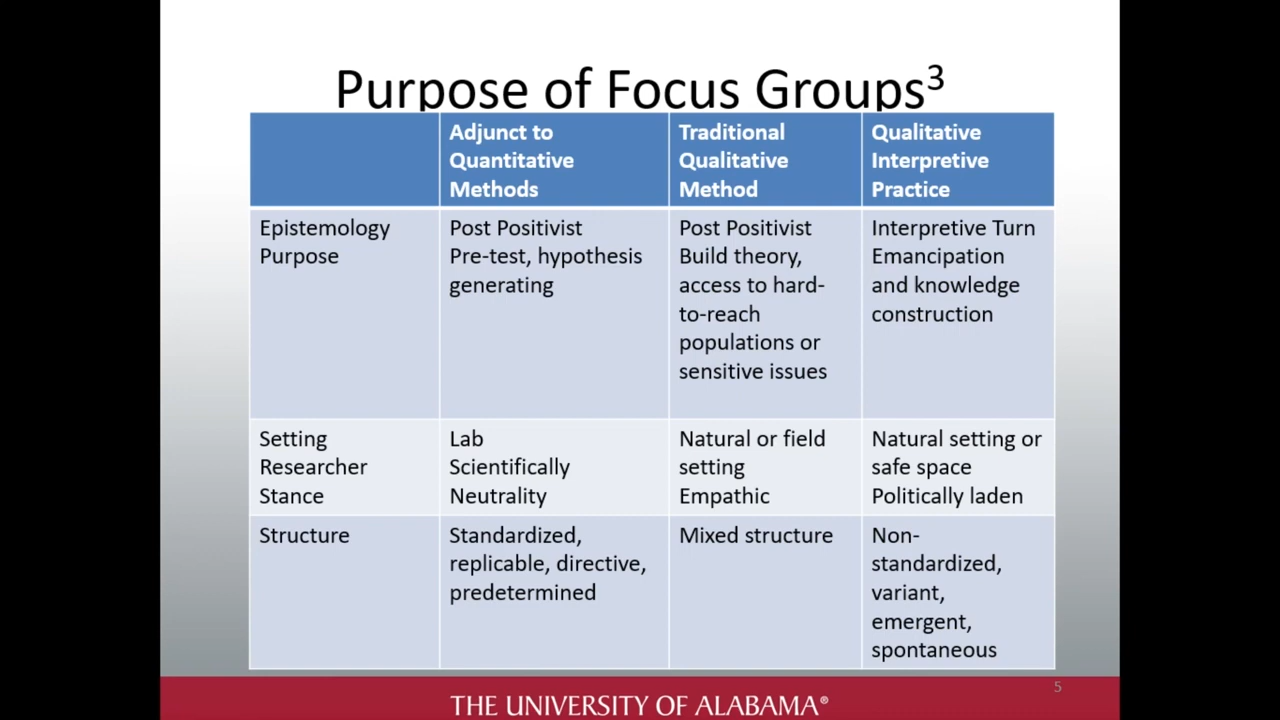 Purpose of Focus Groups3
Adjunct to
Quantitative
Methods
Traditional
Qualitative
Method
Qualitative
Interpretive
Practice
Epistemology
Purpose
Post Positivist
Pre-test, hypothesis
generating
Post Positivist
Build theory,
access to hard-
to-reach
populations or
sensitive issues
Interpretive Turn
Emancipation
and knowledge
construction
Setting
Researcher
Stance
Lab
Scientifically
Neutrality
Natural or field
setting
Empathic
Natural setting or
safe space
Politically laden
Structure
Standardized,
replicable, directive,
predetermined
Mixed structure
Non-
standardized,
variant,
emergent,
spontaneous
5
THE UNIVERSITY OF ALABAMA®